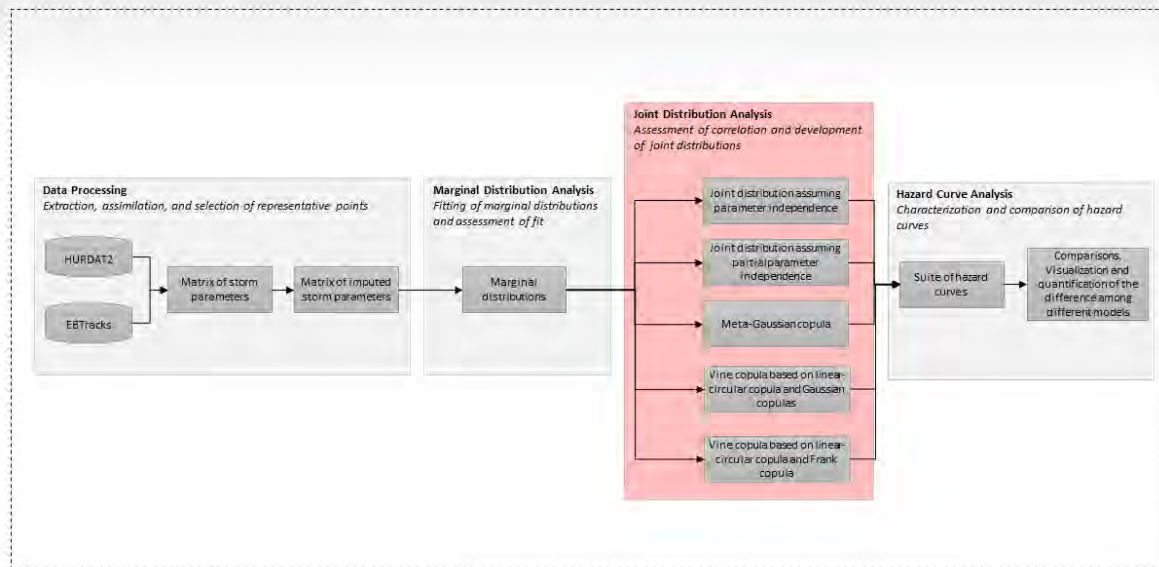 Data Processing
Extraction, assimilation, and selection of representative points
HURDAT2
EBTracks
Matrix of storm
parameters
Matrix of imputed
storm parameters
Marginal Distribution Analysis
Fitting of marginal distributions
and assessment of fit
Marginal
distributions
Joint Distribution Analysis
Assessment of correlation and development
of joint distributions
Joint distribution assuming
parameter independence
Joint distribution assuming
partial parameter
independence
Meta-Gaussian copula
Vine copula based on linear-
circular copula and Gaussian
copulas
Vine copula based on linear-
circular copula and Frank
copula
Hazard Curve Analysis
Characterization and comparison of hazard
curves
Suite of hazard
curves
Comparisons,
Visualization and
quantification of the
difference among
different models